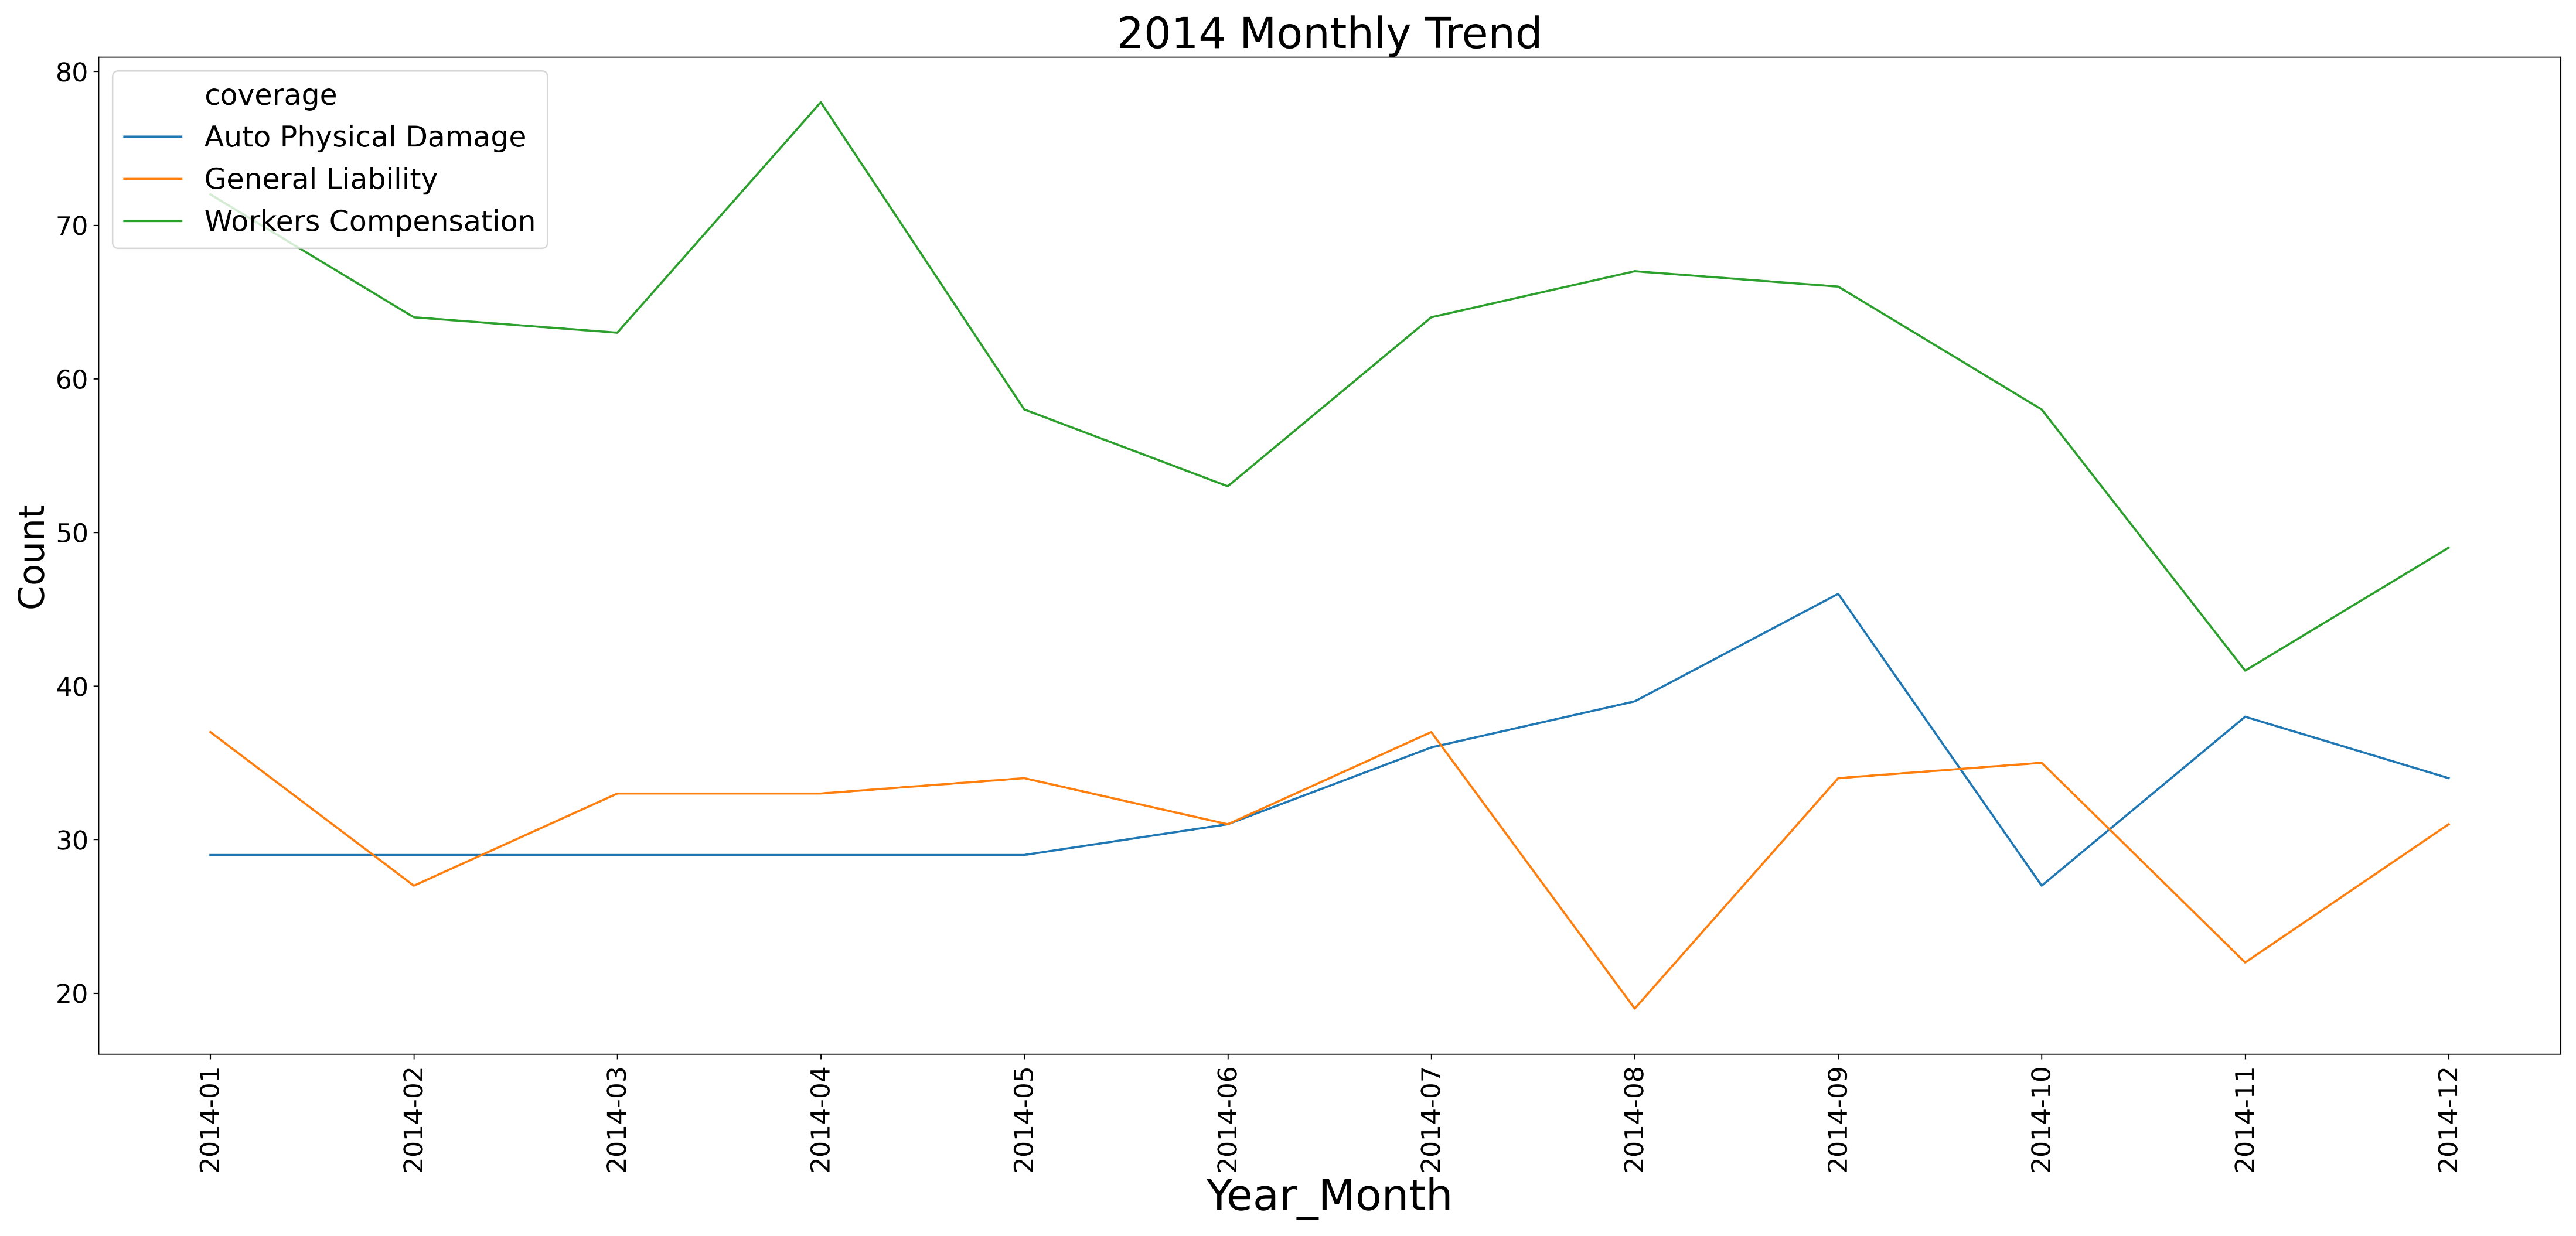 2014 Monthly Trend
coverage
Auto Physical Damage
General Liability
Workers Compensation
80
70
60
50
40
30
20
Count
2014-01
2014-02
2014-03
2014-04
2014-05
2014-06
2014-07
2014-08
2014-09
2014-10
2014-11
2014-12
Year_Month